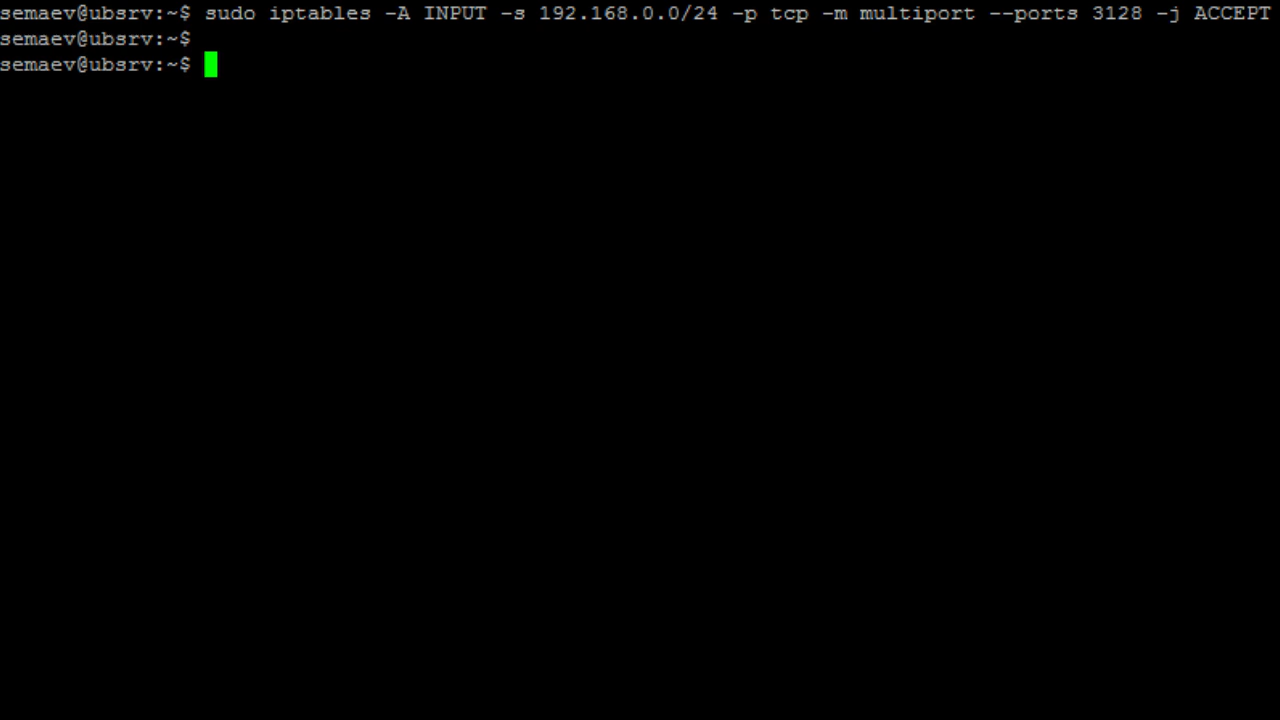 semaev@ubsrv:~$ sudo iptables -A INPUT -s 192.168.0.0/24 -p tcp -m multiport --ports 3128 -j ACCEPT
semaev@ubsrv:~$
semaev@ubsrv:~$